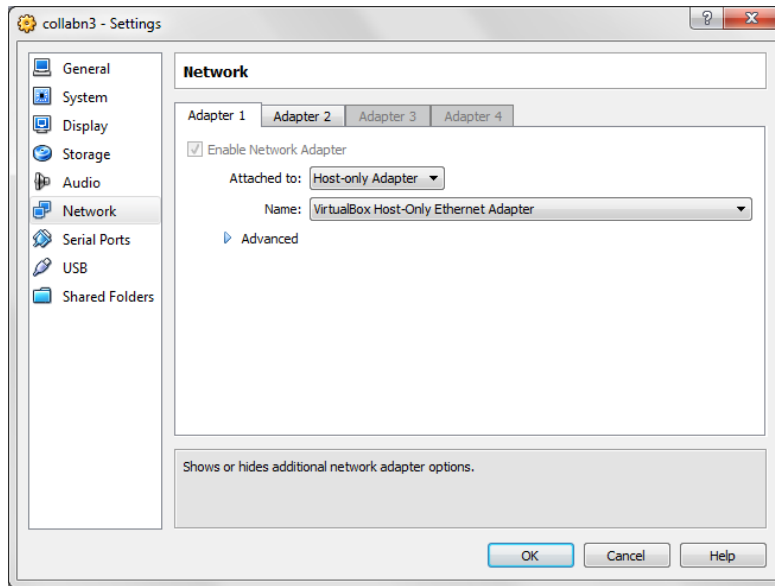 collabn3 - Settings
General
System
Display
Storage
Audio
Network
Serial Ports
USB
Shared Folders
Network
Adapter 1 Adapter 2 Adapter 3 Adapter 4
Enable Network Adapter
Attached to: Host-only Adapter
Name: VirtualBox Host-Only Ethernet Adapter
Advanced
Shows or hides additional network adapter options.
OK Cancel Help